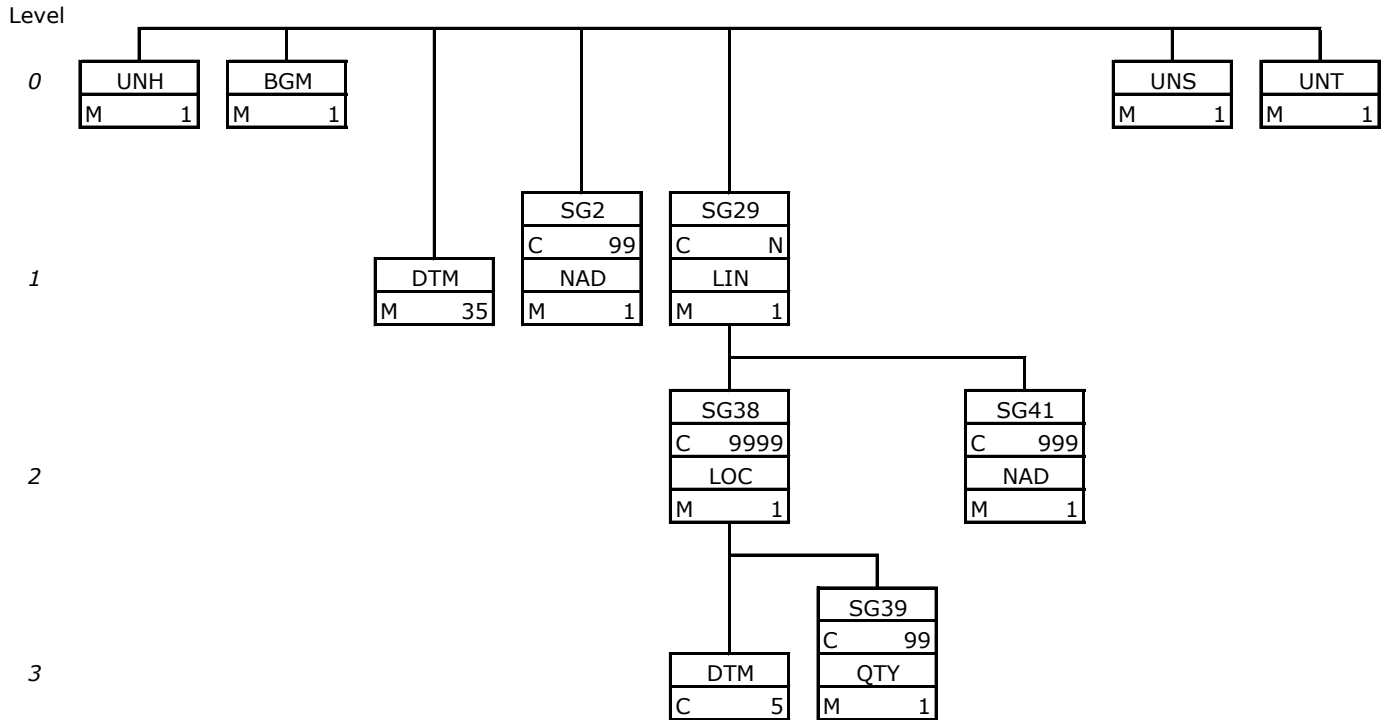 Level
0
UNH
BGM
UNS
UNT
M 1
M 1
M 1
M 1
SG2
SG29
C 99
C N
1
DTM
NAD
LIN
M 35
M 1
M 1
SG38
SG41
C 9999
C 999
2
LOC
NAD
M 1
M 1
SG39
C 99
3
DTM
QTY
C 5
M 1